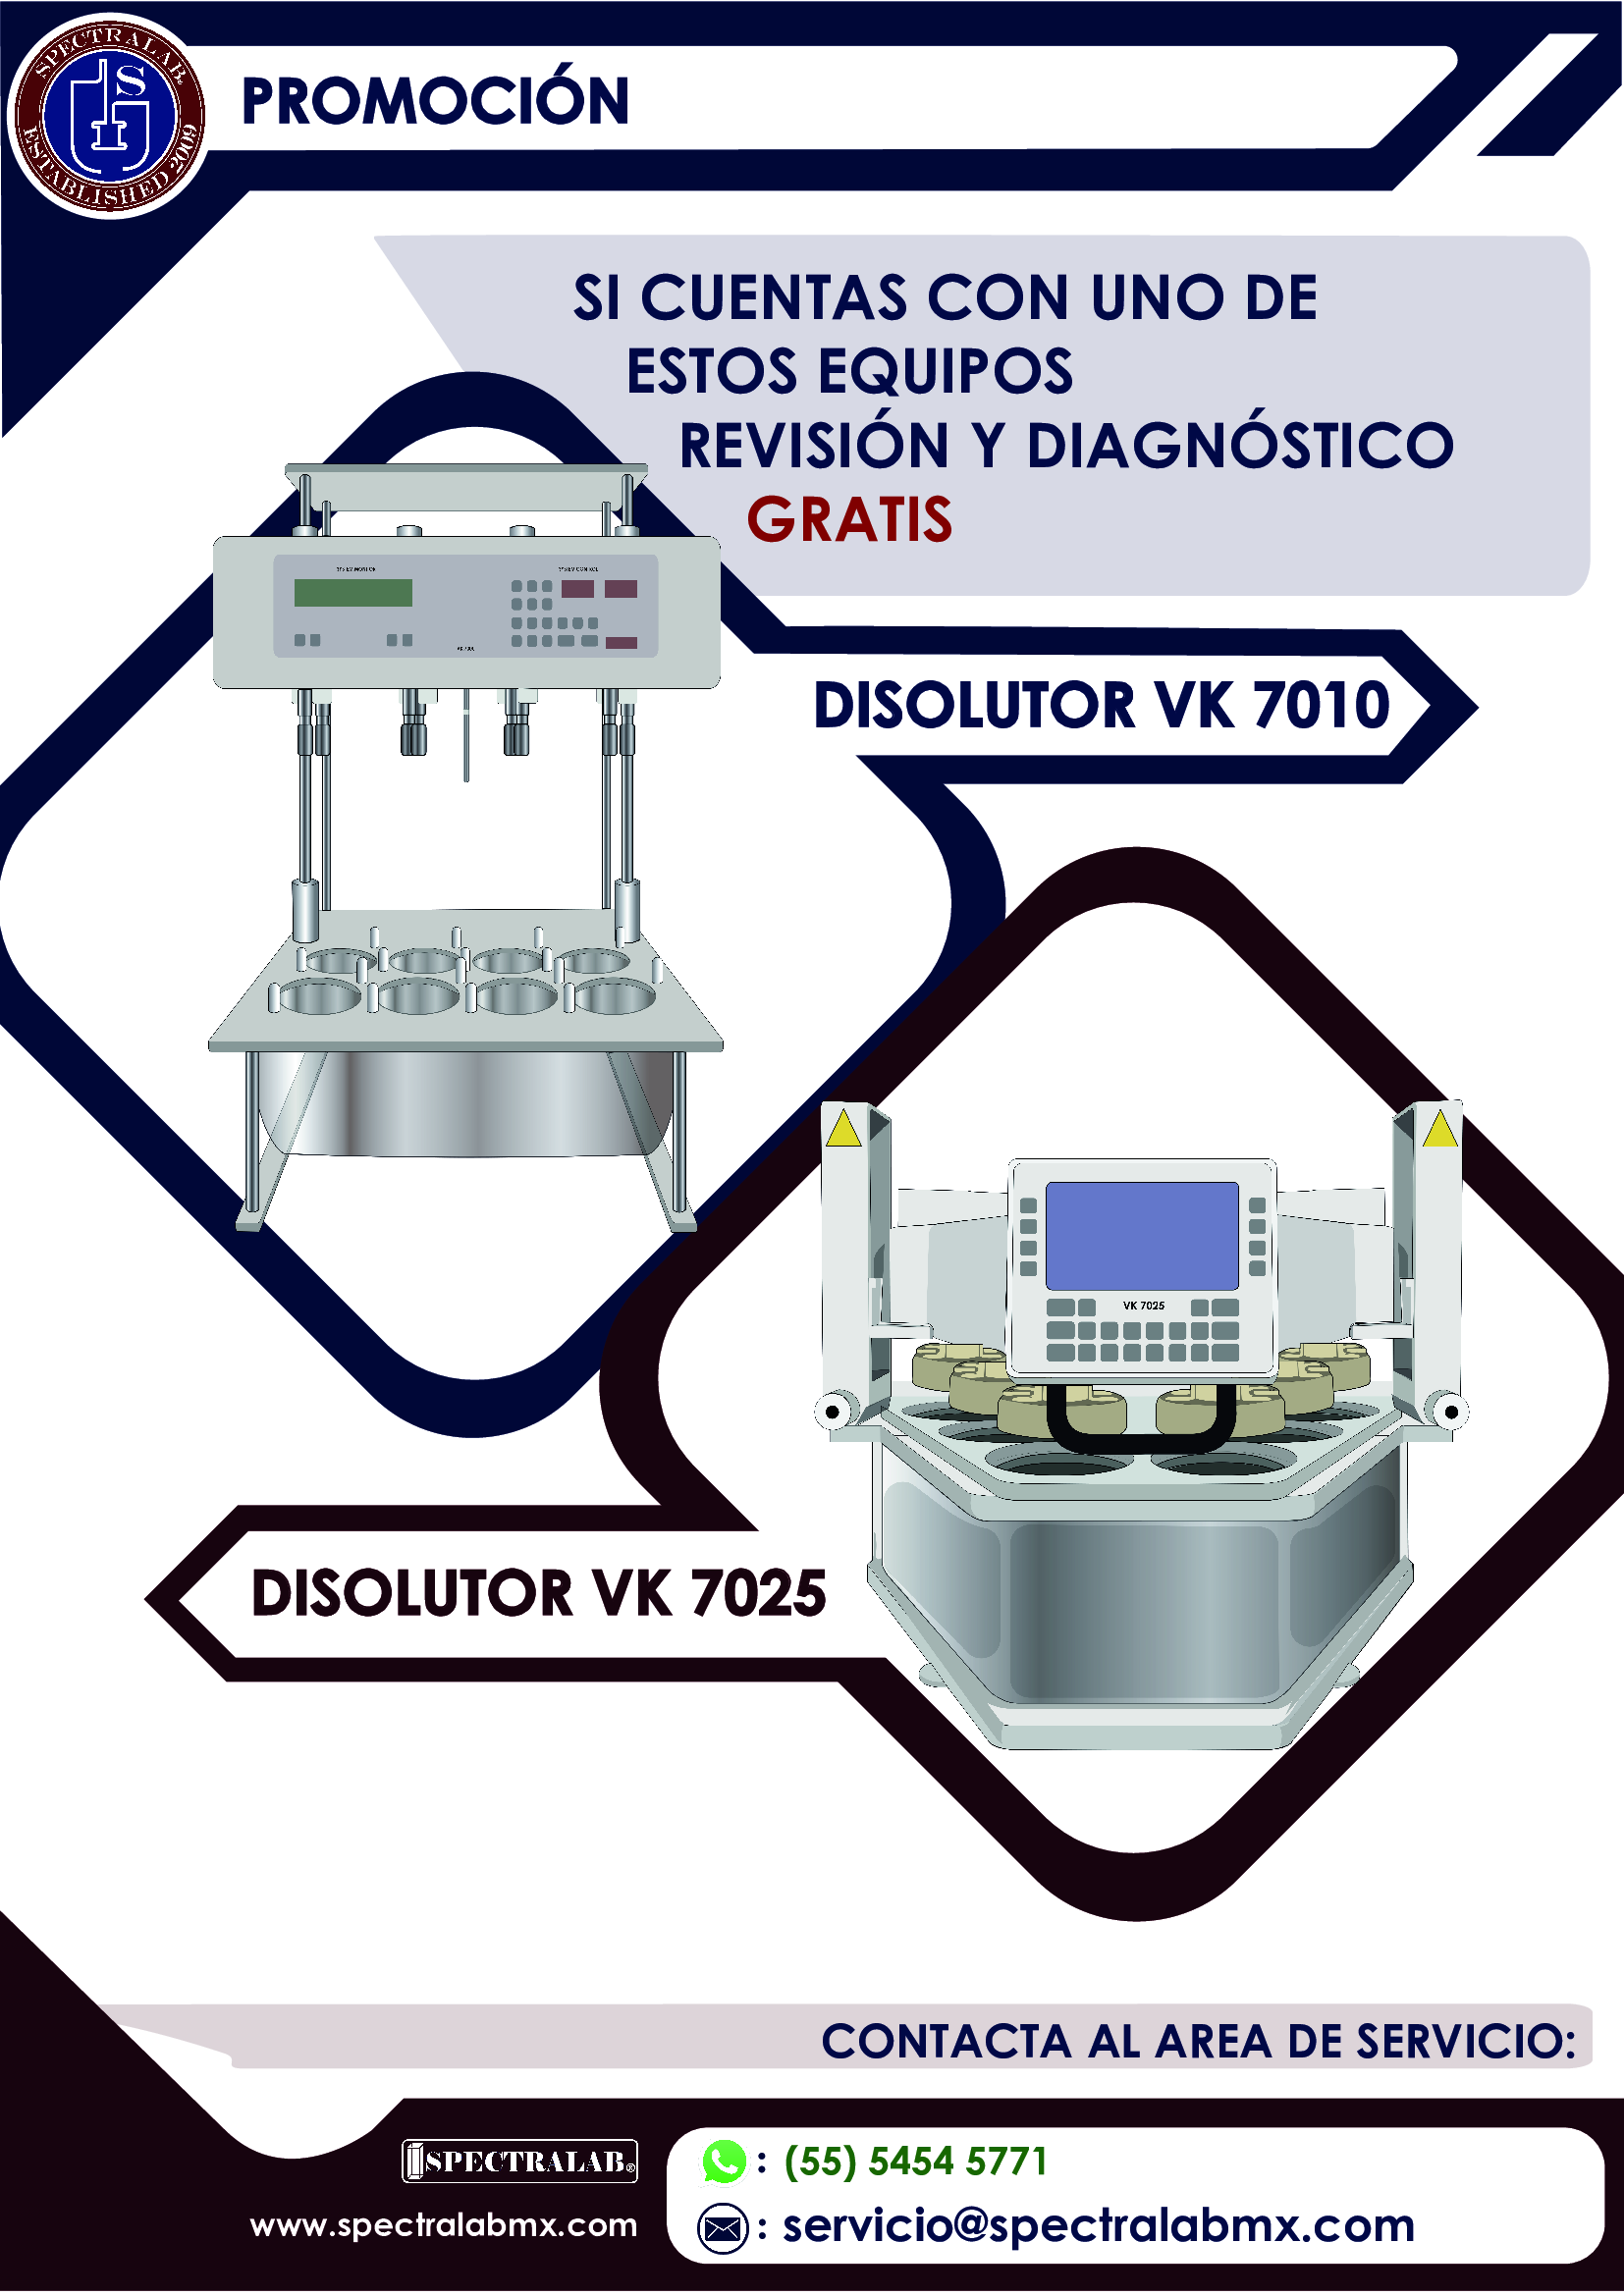 SPECTRALAB®
S
ESTABLISHED 2009
PROMOCIÓN
SI CUENTAS CON UNO DE
ESTOS EQUIPOS
REVISIÓN Y DIAGNÓSTICO
GRATIS
DISOLUTOR VK 7010
VK 7025
DISOLUTOR VK 7025
CONTACTA AL AREA DE SERVICIO:
SPECTRALAB®
www.spectralabmx.com
: (55) 5454 5771
: servicio@spectralabmx.com